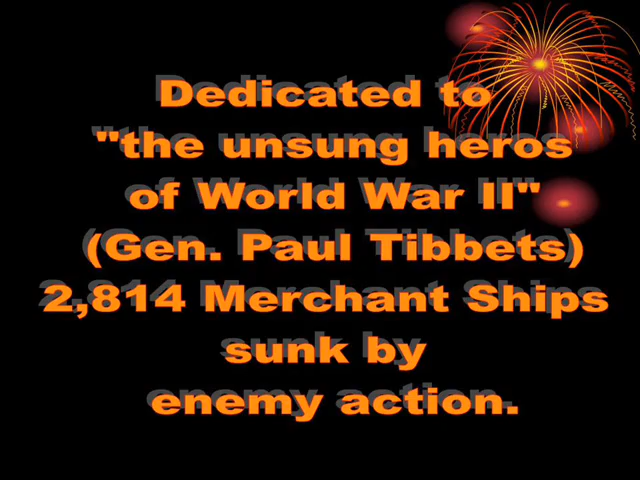 Dedicated to
"the unsung heros
of World War II"
(Gen. Paul Tibbets)
2,814 Merchant Ships
sunk by
enemy action.